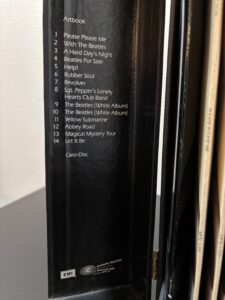 Artbook
1 Please Please Me
2 With The Beatles
3 A Hard Day's Night
4 Beatles For Sale
5 Help!
6 Rubber Soul
7 Revolver
8 Sgt. Pepper's Lonely
Hearts Club Band
9 The Beatles (White Album)
10 The Beatles (White Album)
11 Yellow Submarine
12 Abbey Road
13 Magical Mystery Tour
14 Let It Be
Geo-Disc
EMI